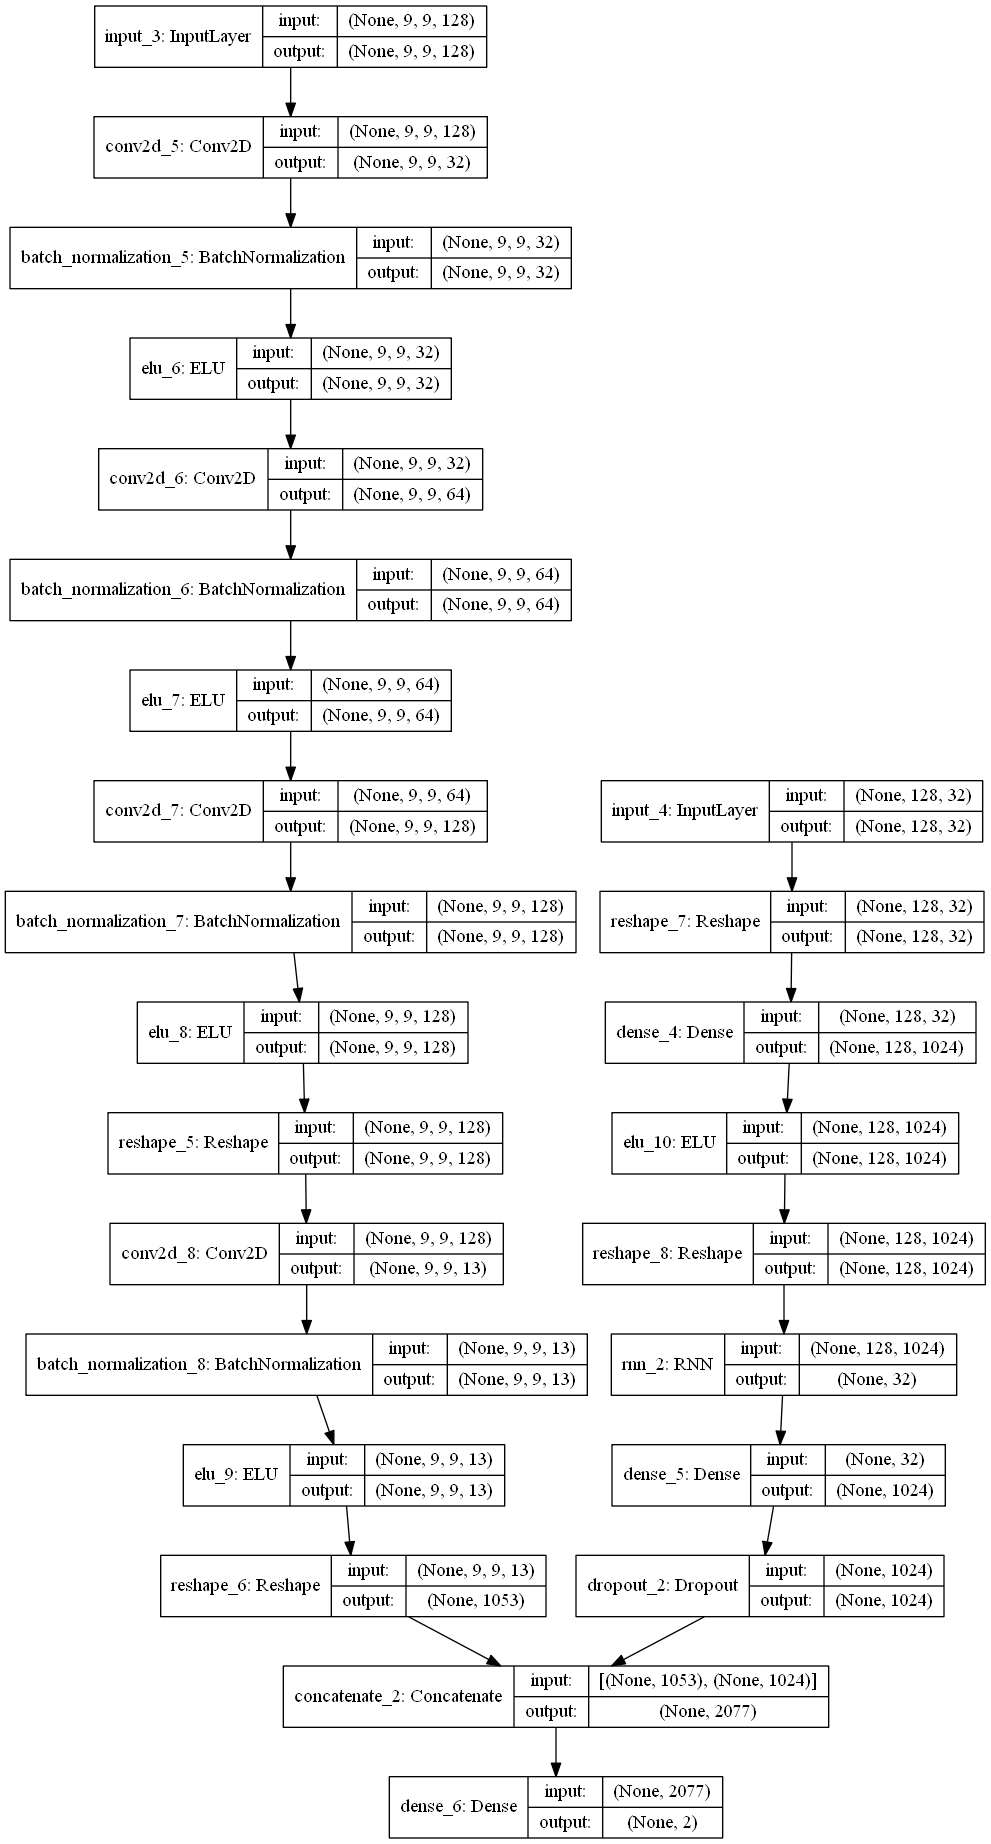 input_3: InputLayer
input: (None, 9, 9, 128)
output: (None, 9, 9, 128)
conv2d_5: Conv2D
input: (None, 9, 9, 128)
output: (None, 9, 9, 32)
batch_normalization_5: BatchNormalization
input: (None, 9, 9, 32)
output: (None, 9, 9, 32)
elu_6: ELU
input: (None, 9, 9, 32)
output: (None, 9, 9, 32)
conv2d_6: Conv2D
input: (None, 9, 9, 32)
output: (None, 9, 9, 64)
batch_normalization_6: BatchNormalization
input: (None, 9, 9, 64)
output: (None, 9, 9, 64)
elu_7: ELU
input: (None, 9, 9, 64)
output: (None, 9, 9, 64)
conv2d_7: Conv2D
input: (None, 9, 9, 64)
output: (None, 9, 9, 128)
batch_normalization_7: BatchNormalization
input: (None, 9, 9, 128)
output: (None, 9, 9, 128)
elu_8: ELU
input: (None, 9, 9, 128)
output: (None, 9, 9, 128)
reshape_5: Reshape
input: (None, 9, 9, 128)
output: (None, 9, 9, 128)
conv2d_8: Conv2D
input: (None, 9, 9, 128)
output: (None, 9, 9, 13)
batch_normalization_8: BatchNormalization
input: (None, 9, 9, 13)
output: (None, 9, 9, 13)
elu_9: ELU
input: (None, 9, 9, 13)
output: (None, 9, 9, 13)
reshape_6: Reshape
input: (None, 9, 9, 13)
output: (None, 1053)
input_4: InputLayer
input: (None, 128, 32)
output: (None, 128, 32)
reshape_7: Reshape
input: (None, 128, 32)
output: (None, 128, 32)
dense_4: Dense
input: (None, 128, 32)
output: (None, 128, 1024)
elu_10: ELU
input: (None, 128, 1024)
output: (None, 128, 1024)
reshape_8: Reshape
input: (None, 128, 1024)
output: (None, 128, 1024)
rnn_2: RNN
input: (None, 128, 1024)
output: (None, 32)
dense_5: Dense
input: (None, 32)
output: (None, 1024)
dropout_2: Dropout
input: (None, 1024)
output: (None, 1024)
concatenate_2: Concatenate
input: [(None, 1053), (None, 1024)]
output: (None, 2077)
dense_6: Dense
input: (None, 2077)
output: (None, 2)